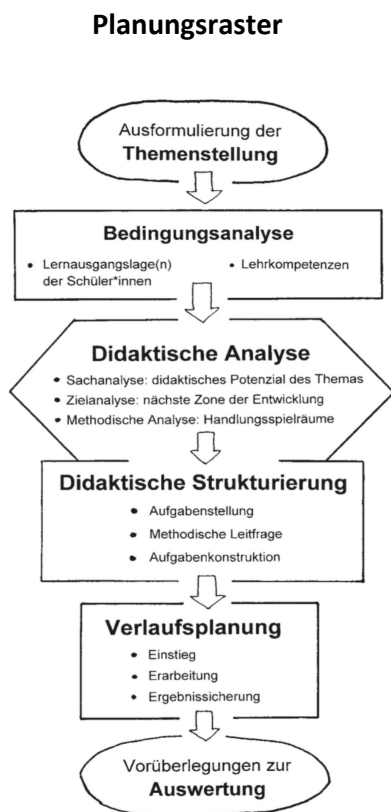 Planungsraster
Ausformulierung der
Themenstellung
Bedingungsanalyse
• Lernausgangslage(n)
der Schüler*innen
• Lehrkompetenzen
Didaktische Analyse
• Sachanalyse: didaktisches Potenzial des Themas
• Zielanalyse: nächste Zone der Entwicklung
• Methodische Analyse: Handlungsspielräume
Didaktische Strukturierung
• Aufgabenstellung
• Methodische Leitfrage
• Aufgabenkonstruktion
Verlaufsplanung
• Einstieg
• Erarbeitung
• Ergebnissicherung
Vorüberlegungen zur
Auswertung